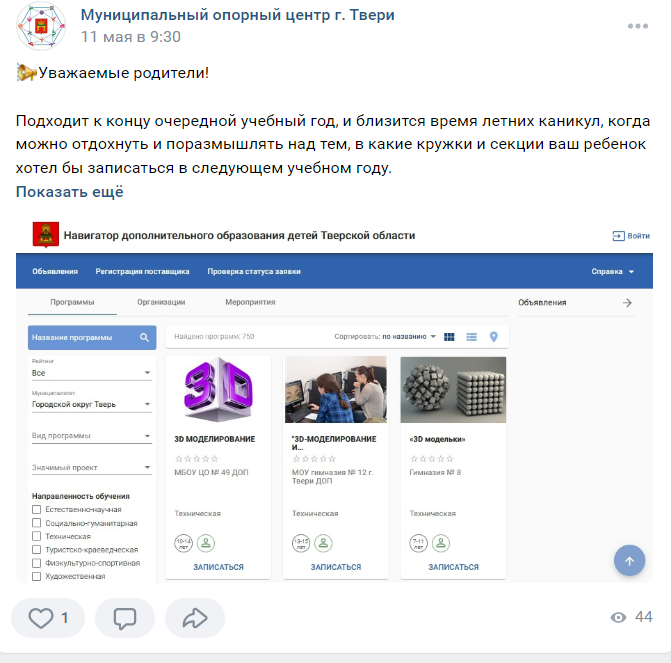 Муниципальный опорный центр г. Твери
11 мая в 9:30
Уважаемые родители!
Подходит к концу очередной учебный год, и близится время летних каникул, когда
можно отдохнуть и поразмышлять над тем, в какие кружки и секции ваш ребенок
хотел бы записаться в следующем учебном году.
Показать ещё
Навигатор дополнительного образования детей Тверской области
Войти
Объявления Регистрация поставщика Проверка статуса заявки Справка
Программы Организации Мероприятия Объявления
Название программы
Найдено программ: 750 Сортировать: по названию
Рейтинг
Все
Муниципалитет
Городской округ Тверь
Вид программы
Значимый проект
Направленность обучения
Естественно-научная
Социально-гуманитарная
Техническая
Туристско-краеведческая
Физкультурно-спортивная
Художественная
3D
3D МОДЕЛИРОВАНИЕ
МБОУ ЦО № 49 ДОП
Техническая
10-14 лет
ЗАПИСАТЬСЯ
"3D-МОДЕЛИРОВАНИЕ
И...
МОУ гимназия № 12 г.
Твери ДОП
Техническая
13-15 лет
ЗАПИСАТЬСЯ
«3D модельки»
Гимназия № 8
Техническая
7-11 лет
ЗАПИСАТЬСЯ
1
44